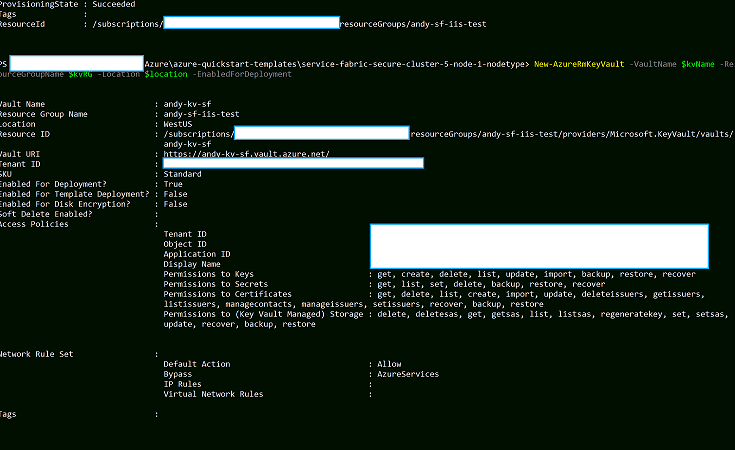 ProvisioningState : Succeeded
Tags :
ResourceId : /subscriptions/ resourceGroups/andy-sf-iis-test
PS Azure\azure-quickstart-templates\service-fabric-secure-cluster-5-node-1-nodetype> New-AzureRmKeyVault -VaultName $kvName -Re
ourceGroupName $kvRG -Location $location -EnabledForDeployment
Vault Name : andy-kv-sf
Resource Group Name : andy-sf-iis-test
Location : WestUS
Resource ID : /subscriptions/ resourceGroups/andy-sf-iis-test/providers/Microsoft.KeyVault/vaults/
andy-kv-sf
Vault URI : https://andy-kv-sf.vault.azure.net/
Tenant ID :
SKU : Standard
Enabled For Deployment? : True
Enabled For Template Deployment? : False
Enabled For Disk Encryption? : False
Soft Delete Enabled? :
Access Policies :
Tenant ID
Object ID
Application ID
Display Name
Permissions to Keys : get, create, delete, list, update, import, backup, restore, recover
Permissions to Secrets : get, list, set, delete, backup, restore, recover
Permissions to Certificates : get, delete, list, create, import, update, deleteissuers, getissuers,
listissuers, managecontacts, manageissuers, setissuers, recover, backup, restore
Permissions to (Key Vault Managed) Storage : delete, deletesas, get, getsas, list, listsas, regeneratekey, set, setsas,
update, recover, backup, restore
Network Rule Set :
Default Action : Allow
Bypass : AzureServices
IP Rules :
Virtual Network Rules :
Tags :